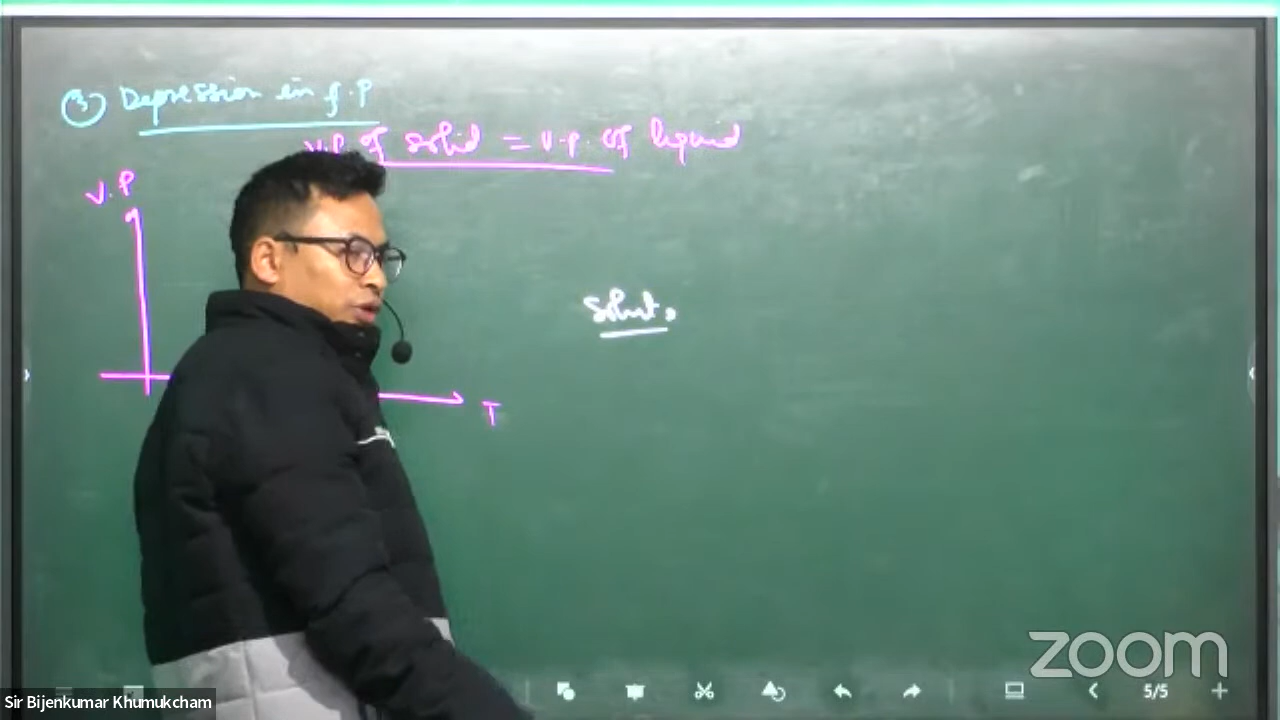 ③ Depression in f.P
V.P of solid = V.P. of liquid
V.P
Solut
T
zoom
5/5
Sir Bijenkumar Khumukcham